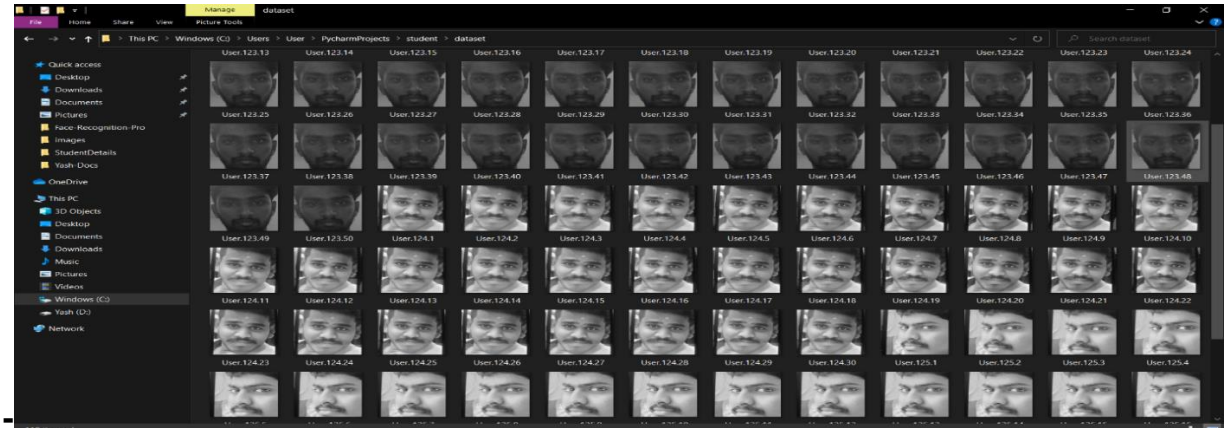 Manage dataset
File Home Share View Picture Tools
This PC > Windows (C:) > Users > User > PycharmProjects > student > dataset
Search dataset
Quick access
Desktop
Downloads
Documents
Pictures
Face-Recognition-Pro
Images
StudentDetails
Yash-Docs
OneDrive
This PC
3D Objects
Desktop
Documents
Downloads
Music
Pictures
Videos
Windows (C:)
Yash (D:)
Network
User.123.13 User.123.14 User.123.15 User.123.16 User.123.17 User.123.18 User.123.19 User.123.20 User.123.21 User.123.22 User.123.23 User.123.24
User.123.25 User.123.26 User.123.27 User.123.28 User.123.29 User.123.30 User.123.31 User.123.32 User.123.33 User.123.34 User.123.35 User.123.36
User.123.37 User.123.38 User.123.39 User.123.40 User.123.41 User.123.42 User.123.43 User.123.44 User.123.45 User.123.46 User.123.47 User.123.48
User.123.49 User.123.50 User.124.1 User.124.2 User.124.3 User.124.4 User.124.5 User.124.6 User.124.7 User.124.8 User.124.9 User.124.10
User.124.11 User.124.12 User.124.13 User.124.14 User.124.15 User.124.16 User.124.17 User.124.18 User.124.19 User.124.20 User.124.21 User.124.22
User.124.23 User.124.24 User.124.25 User.124.26 User.124.27 User.124.28 User.124.29 User.124.30 User.125.1 User.125.2 User.125.3 User.125.4